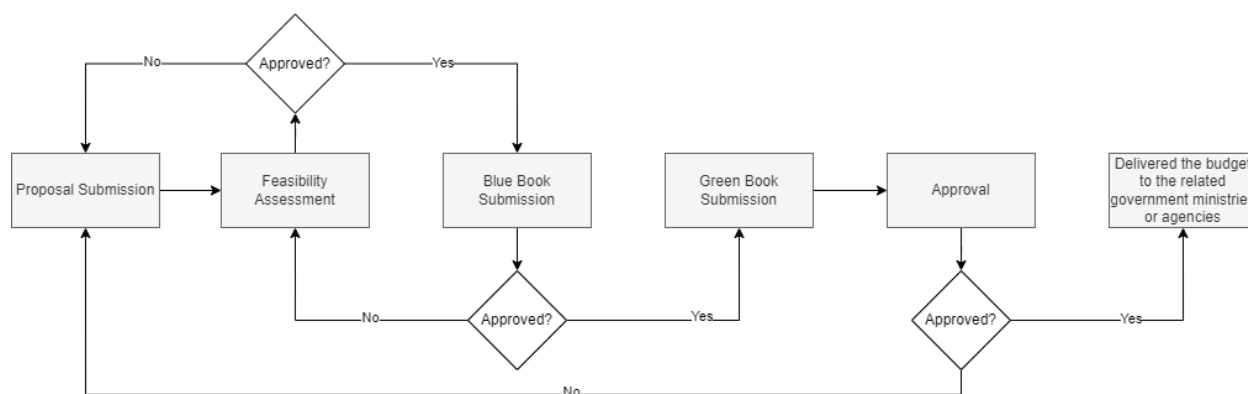 Approved?
No
Yes
Proposal Submission
Feasibility
Assessment
Blue Book
Submission
Green Book
Submission
Approval
Delivered the budget
to the related
government ministrie
or agencies
No
Approved?
Yes
Approved?
Yes
No